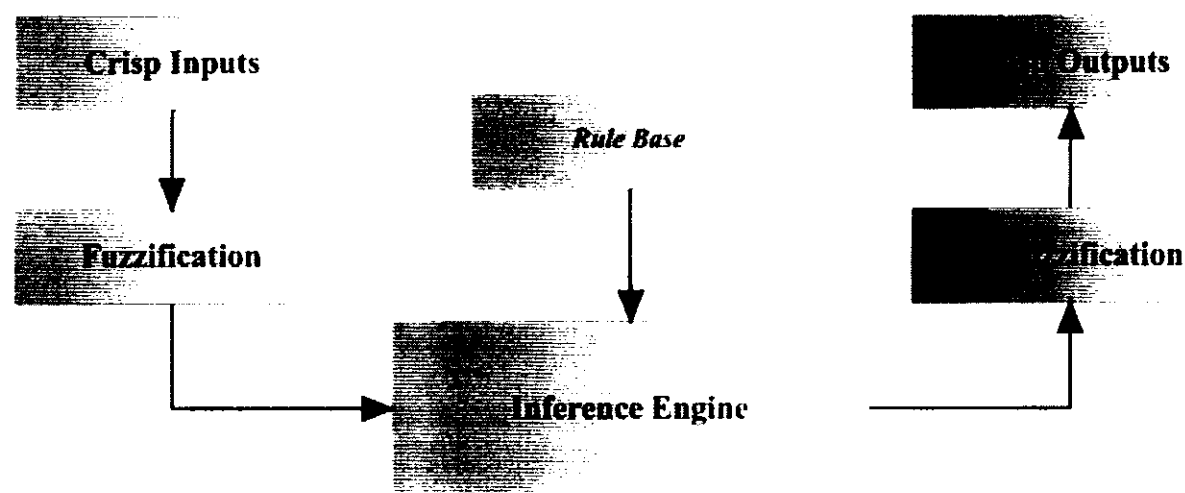 Crisp Inputs
Outputs
Rule Base
Fuzzification
Inference Engine